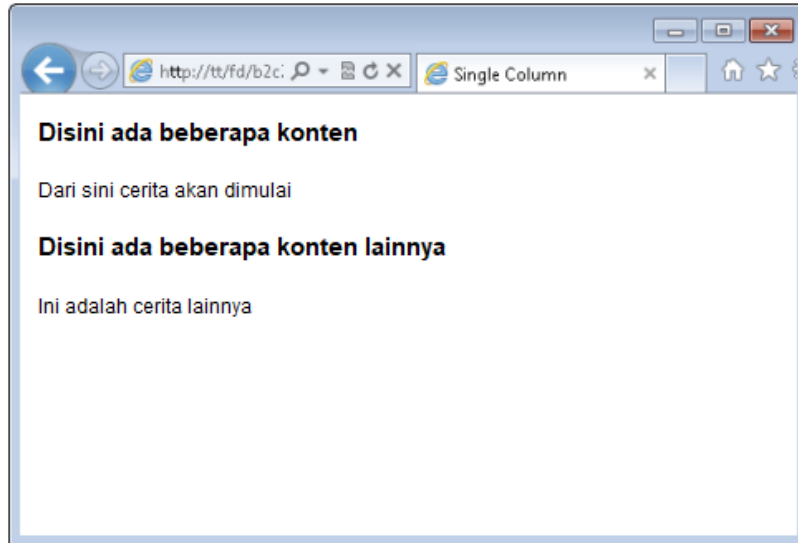 http://tt/fd/b2c
Single Column
Disini ada beberapa konten
Dari sini cerita akan dimulai
Disini ada beberapa konten lainnya
Ini adalah cerita lainnya